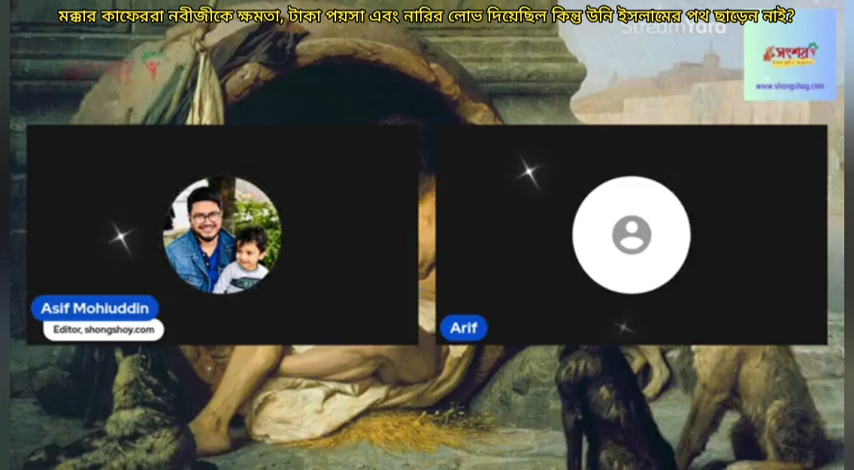 মক্কার কাফেররা নবীজীকে ক্ষমতা, টাকা পয়সা এবং নারির লোভ দিয়েছিল কিন্তু উনি ইসলামের পথ ছাড়েন নাই?
StreamYard
সংশয়
www.shongshoy.com
Asif Mohiuddin
Editor, shongshoy.com
Arif